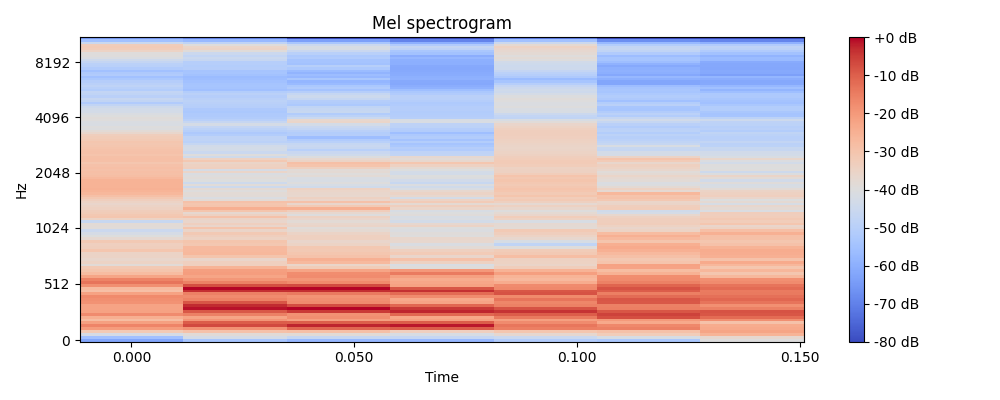 Mel spectrogram
Hz
8192
4096
2048
1024
512
0
0.000
0.050
0.100
0.150
Time
+0 dB
-10 dB
-20 dB
-30 dB
-40 dB
-50 dB
-60 dB
-70 dB
-80 dB